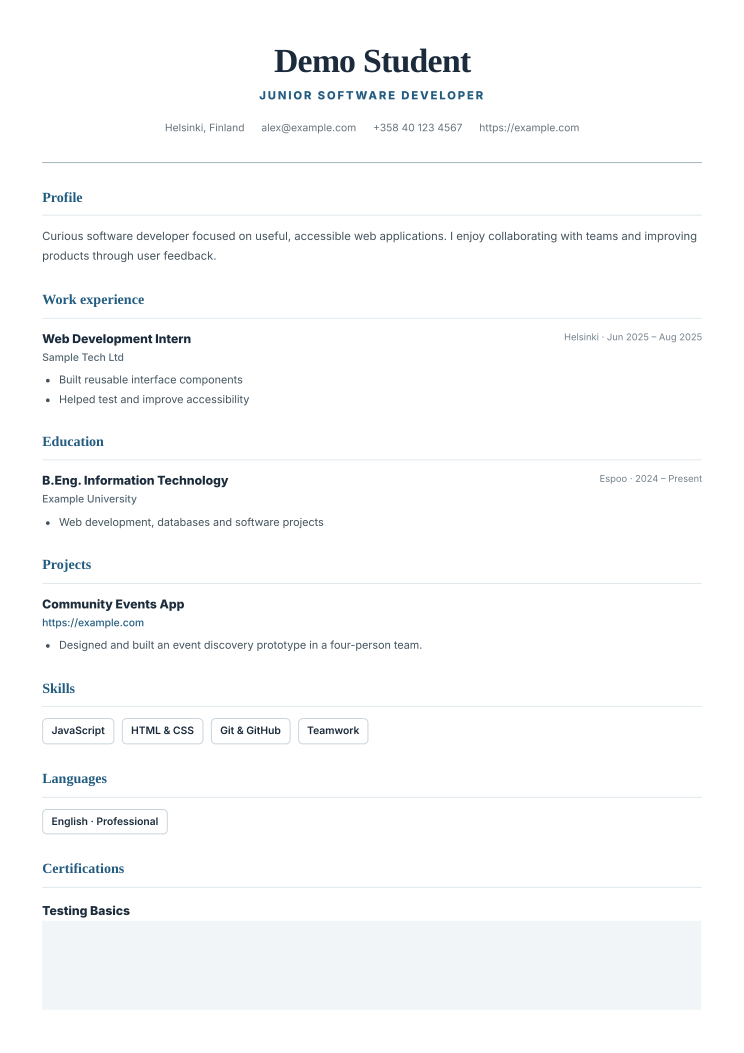 Demo Student
JUNIOR SOFTWARE DEVELOPER
Helsinki, Finland alex@example.com +358 40 123 4567 https://example.com
Profile
Curious software developer focused on useful, accessible web applications. I enjoy collaborating with teams and improving
products through user feedback.
Work experience
Web Development Intern Helsinki · Jun 2025 – Aug 2025
Sample Tech Ltd
• Built reusable interface components
• Helped test and improve accessibility
Education
B.Eng. Information Technology Espoo · 2024 – Present
Example University
• Web development, databases and software projects
Projects
Community Events App
https://example.com
• Designed and built an event discovery prototype in a four-person team.
Skills
JavaScript HTML & CSS Git & GitHub Teamwork
Languages
English · Professional
Certifications
Testing Basics